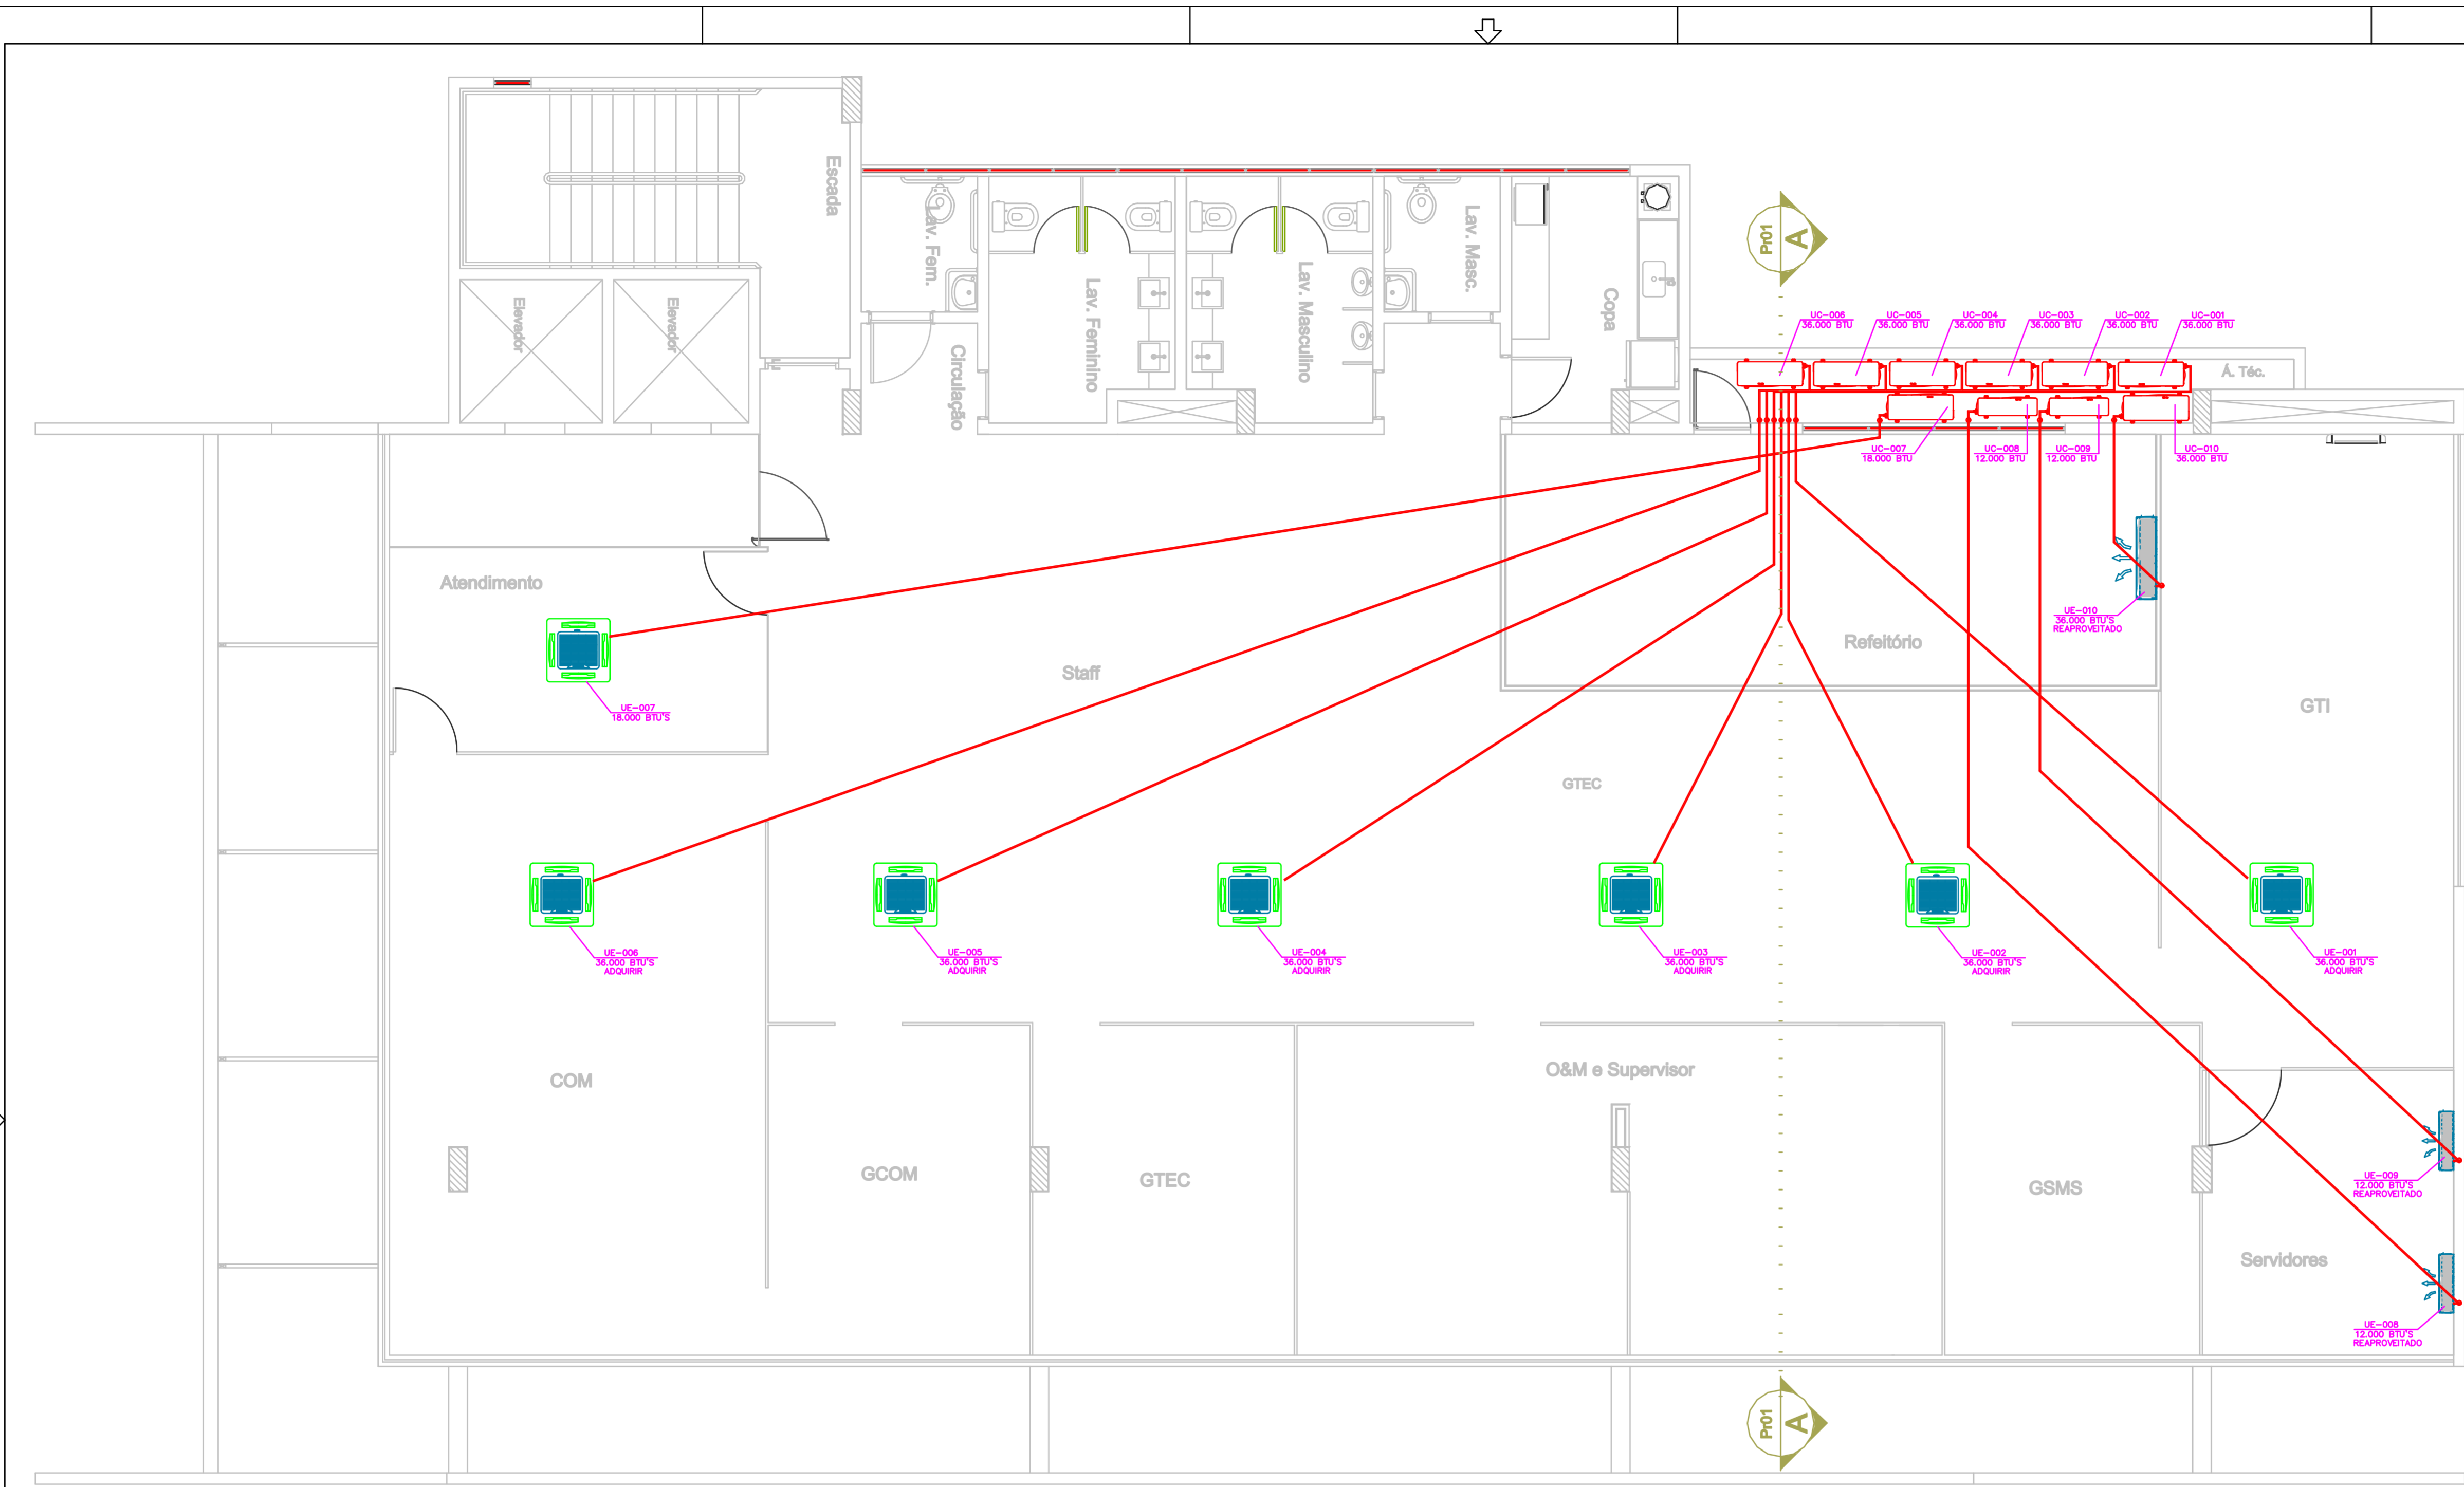 Escada
Lav. Fem.
Lav. Feminino
Lav. Masculino
Lav. Masc.
Copa
Pr01
A
Elevador
Elevador
Circulação
UC-006
36.000 BTU
UC-005
36.000 BTU
UC-004
36.000 BTU
UC-003
36.000 BTU
UC-002
36.000 BTU
UC-001
36.000 BTU
Á. Téc.
UC-007
18.000 BTU
UC-008
12.000 BTU
UC-009
12.000 BTU
UC-010
36.000 BTU
Atendimento
UE-010
36.000 BTU'S
REAPROVEITADO
Refeitório
Staff
UE-007
18.000 BTU'S
GTI
GTEC
UE-006
36.000 BTU'S
ADQUIRIR
UE-005
36.000 BTU'S
ADQUIRIR
UE-004
36.000 BTU'S
ADQUIRIR
UE-003
36.000 BTU'S
ADQUIRIR
UE-002
36.000 BTU'S
ADQUIRIR
UE-001
36.000 BTU'S
ADQUIRIR
COM
O&M e Supervisor
GCOM
GTEC
GSMS
UE-009
12.000 BTU'S
REAPROVEITADO
Servidores
UE-008
12.000 BTU'S
REAPROVEITADO
Pr01
A